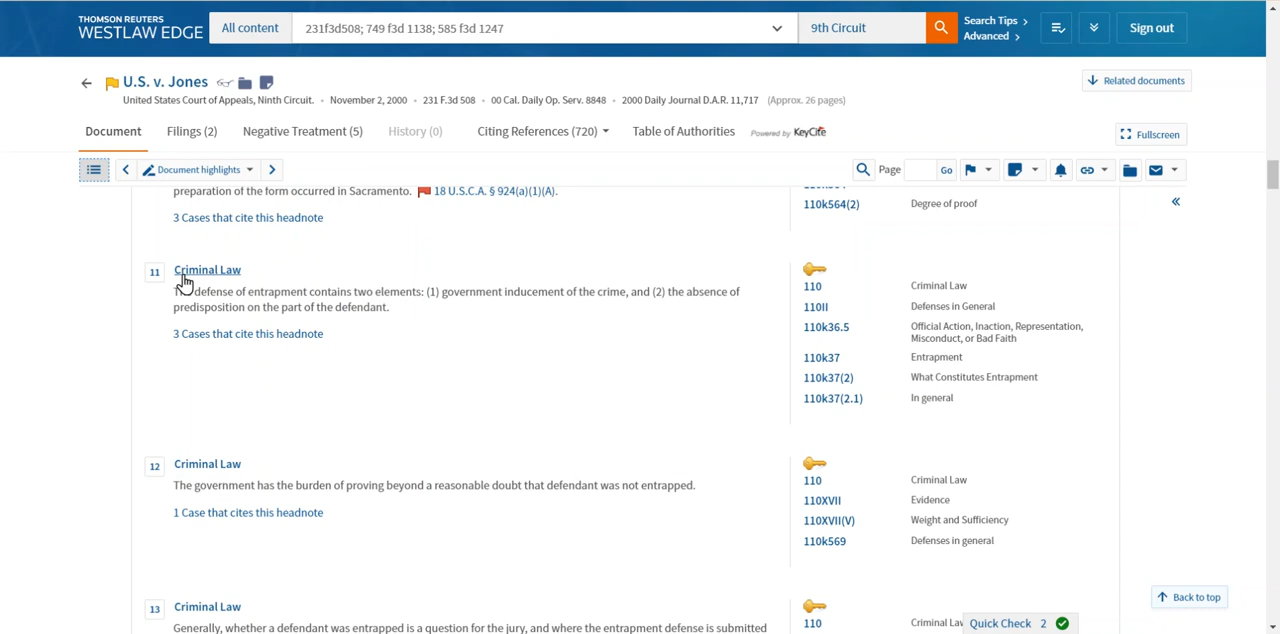 THOMSON REUTERS
WESTLAW EDGE
All content
231f3d508; 749 f3d 1138; 585 f3d 1247
9th Circuit
Search Tips
Advanced
Sign out
U.S. v. Jones
Related documents
United States Court of Appeals, Ninth Circuit. • November 2, 2000 • 231 F.3d 508 • 00 Cal. Daily Op. Serv. 8848 • 2000 Daily Journal D.A.R. 11,717 (Approx. 26 pages)
Document
Filings (2)
Negative Treatment (5)
History (0)
Citing References (720)
Table of Authorities
Powered by KeyCite
Fullscreen
Document highlights
Page
Go
preparation of the form occurred in Sacramento. 18 U.S.C.A. § 924(a)(1)(A).
3 Cases that cite this headnote
110k564(2) Degree of proof
11
Criminal Law
defense of entrapment contains two elements: (1) government inducement of the crime, and (2) the absence of
predisposition on the part of the defendant.
3 Cases that cite this headnote
110 Criminal Law
110II Defenses in General
110k36.5 Official Action, Inaction, Representation,
Misconduct, or Bad Faith
110k37 Entrapment
110k37(2) What Constitutes Entrapment
110k37(2.1) In general
12
Criminal Law
The government has the burden of proving beyond a reasonable doubt that defendant was not entrapped.
1 Case that cites this headnote
110 Criminal Law
110XVII Evidence
110XVII(V) Weight and Sufficiency
110k569 Defenses in general
13
Criminal Law
Generally, whether a defendant was entrapped is a question for the jury, and where the entrapment defense is submitted
110 Criminal
Back to top
Quick Check 2